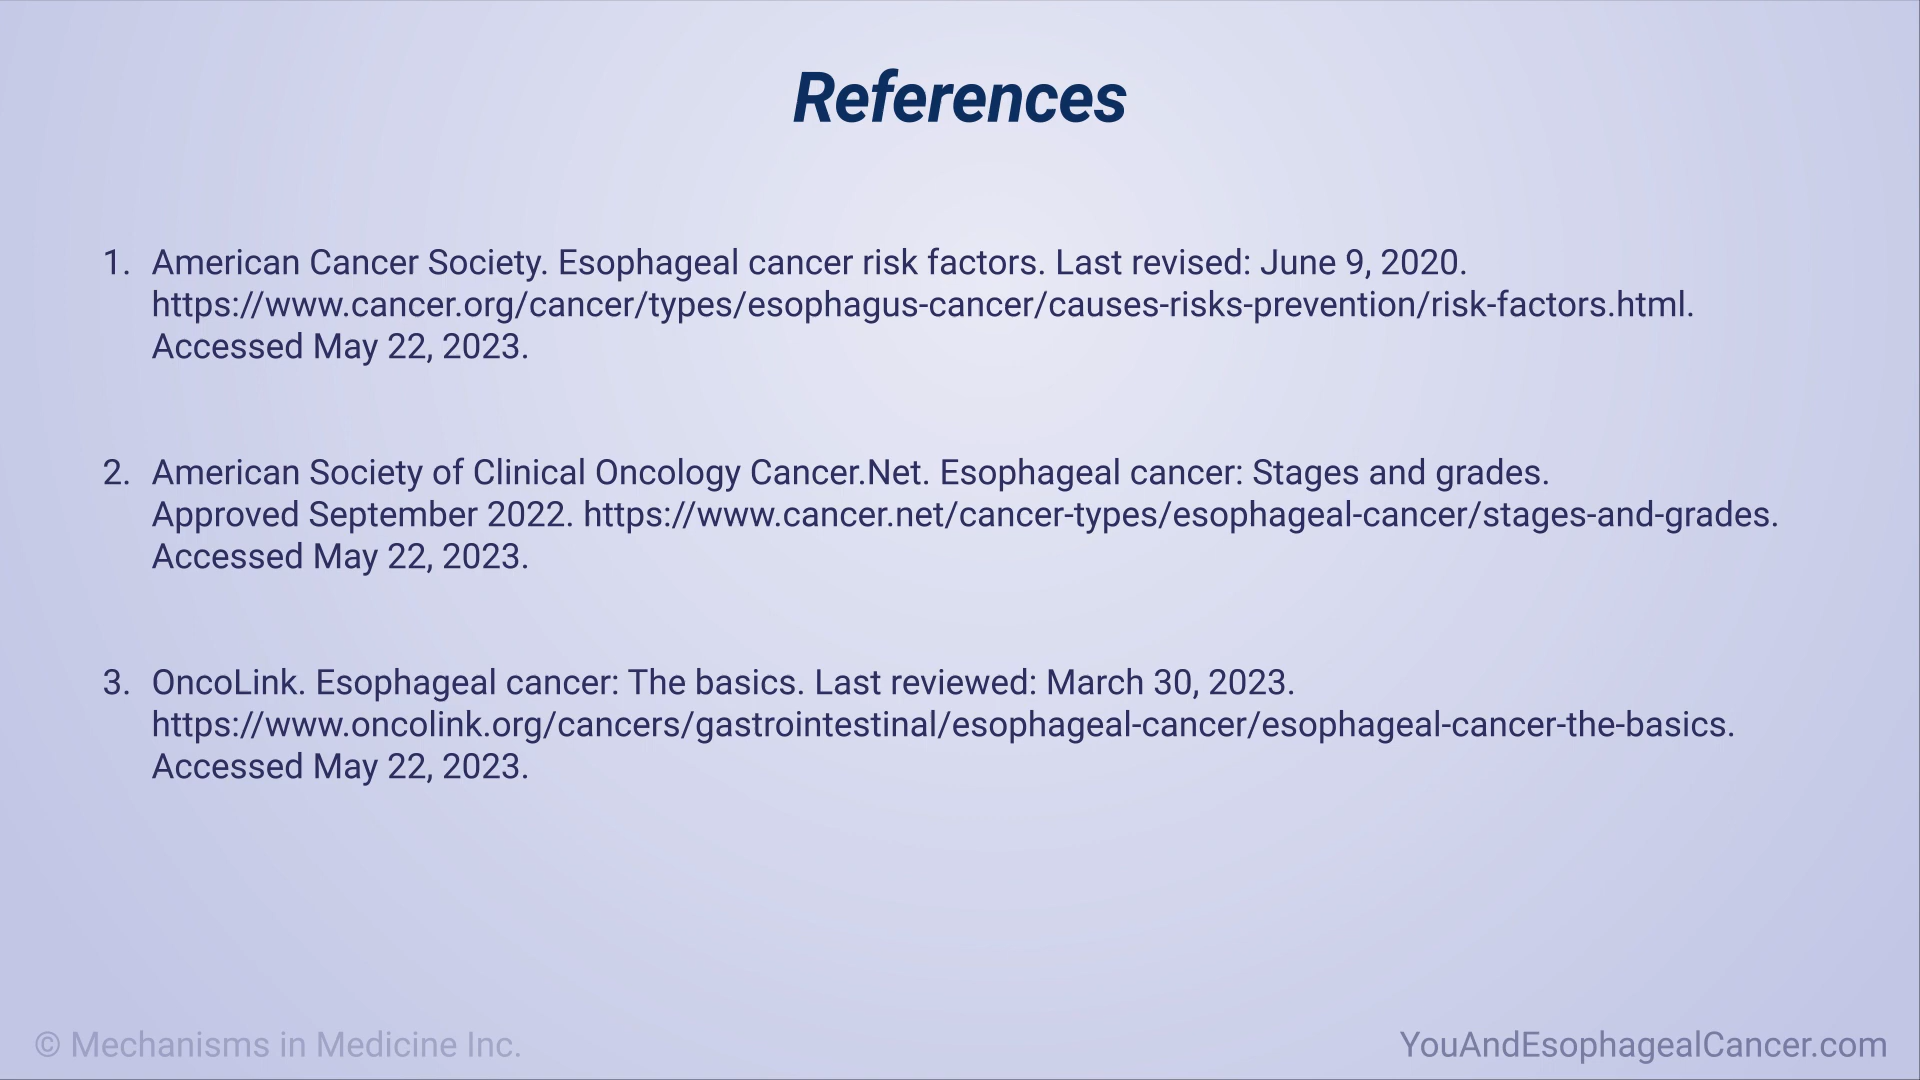 References
1. American Cancer Society. Esophageal cancer risk factors. Last revised: June 9, 2020.
https://www.cancer.org/cancer/types/esophagus-cancer/causes-risks-prevention/risk-factors.html.
Accessed May 22, 2023.
2. American Society of Clinical Oncology Cancer.Net. Esophageal cancer: Stages and grades.
Approved September 2022. https://www.cancer.net/cancer-types/esophageal-cancer/stages-and-grades.
Accessed May 22, 2023.
3. OncoLink. Esophageal cancer: The basics. Last reviewed: March 30, 2023.
https://www.oncolink.org/cancers/gastrointestinal/esophageal-cancer/esophageal-cancer-the-basics.
Accessed May 22, 2023.
© Mechanisms in Medicine Inc.
YouAndEsophagealCancer.com